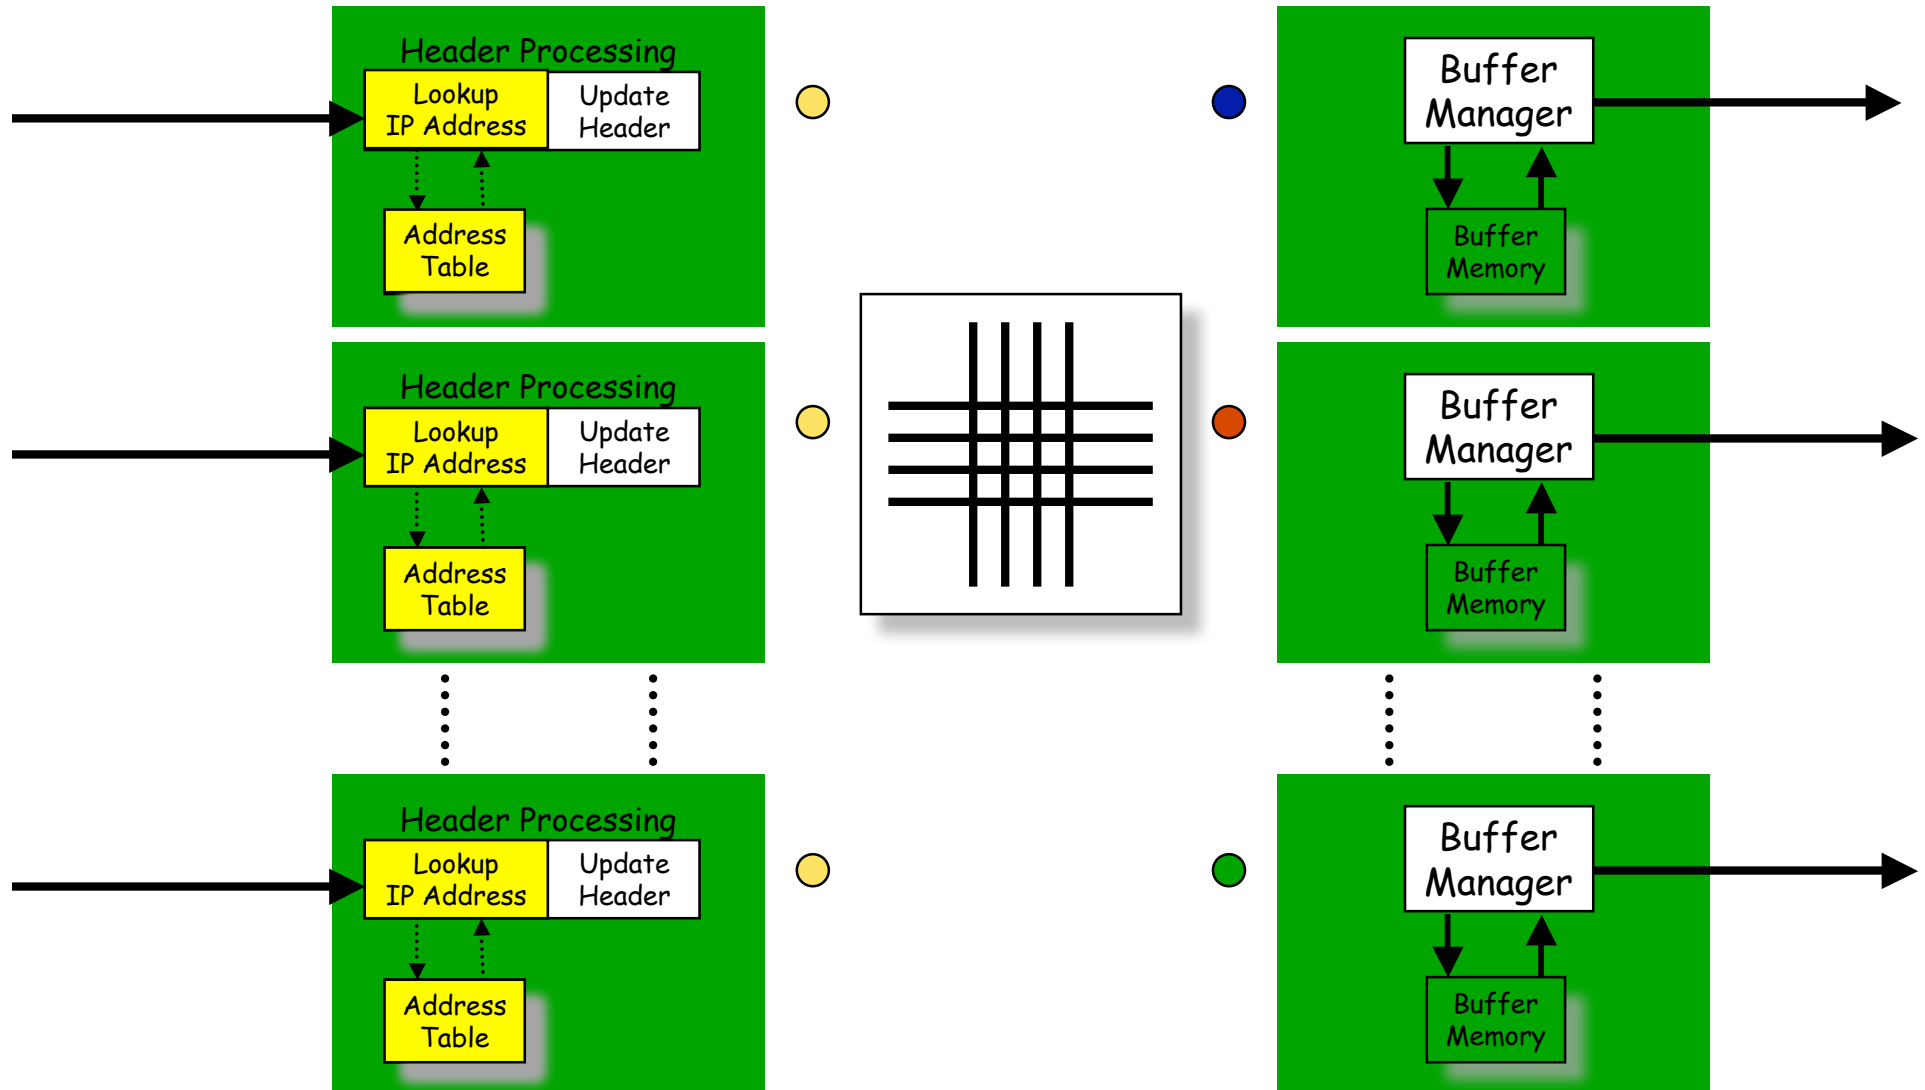 Header Processing
Lookup
IP Address
Update
Header
Address
Table
Buffer
Manager
Buffer
Memory
Header Processing
Lookup
IP Address
Update
Header
Address
Table
Buffer
Manager
Buffer
Memory
Header Processing
Lookup
IP Address
Update
Header
Address
Table
Buffer
Manager
Buffer
Memory